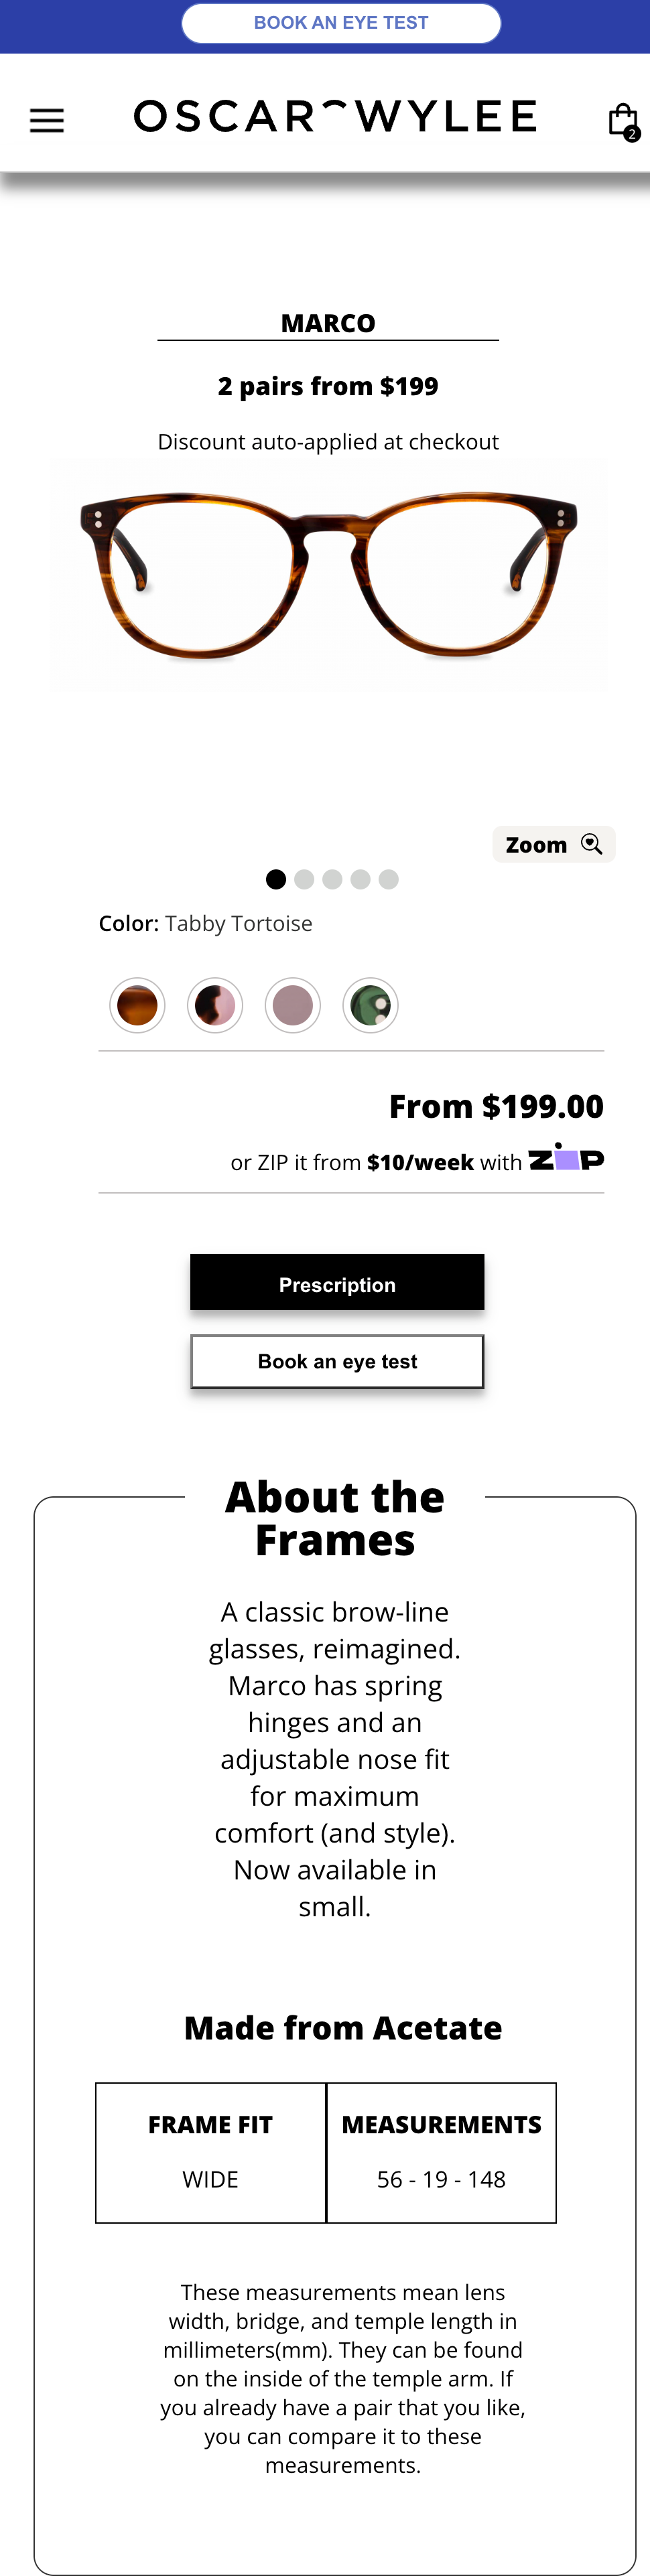 BOOK AN EYE TEST
OSCAR WYLEE
2
MARCO
2 pairs from $199
Discount auto-applied at checkout
Zoom
Color: Tabby Tortoise
From $199.00
or ZIP it from $10/week with ZIP
Prescription
Book an eye test
About the
Frames
A classic brow-line
glasses, reimagined.
Marco has spring
hinges and an
adjustable nose fit
for maximum
comfort (and style).
Now available in
small.
Made from Acetate
FRAME FIT
WIDE
MEASUREMENTS
56 - 19 - 148
These measurements mean lens
width, bridge, and temple length in
millimeters(mm). They can be found
on the inside of the temple arm. If
you already have a pair that you like,
you can compare it to these
measurements.